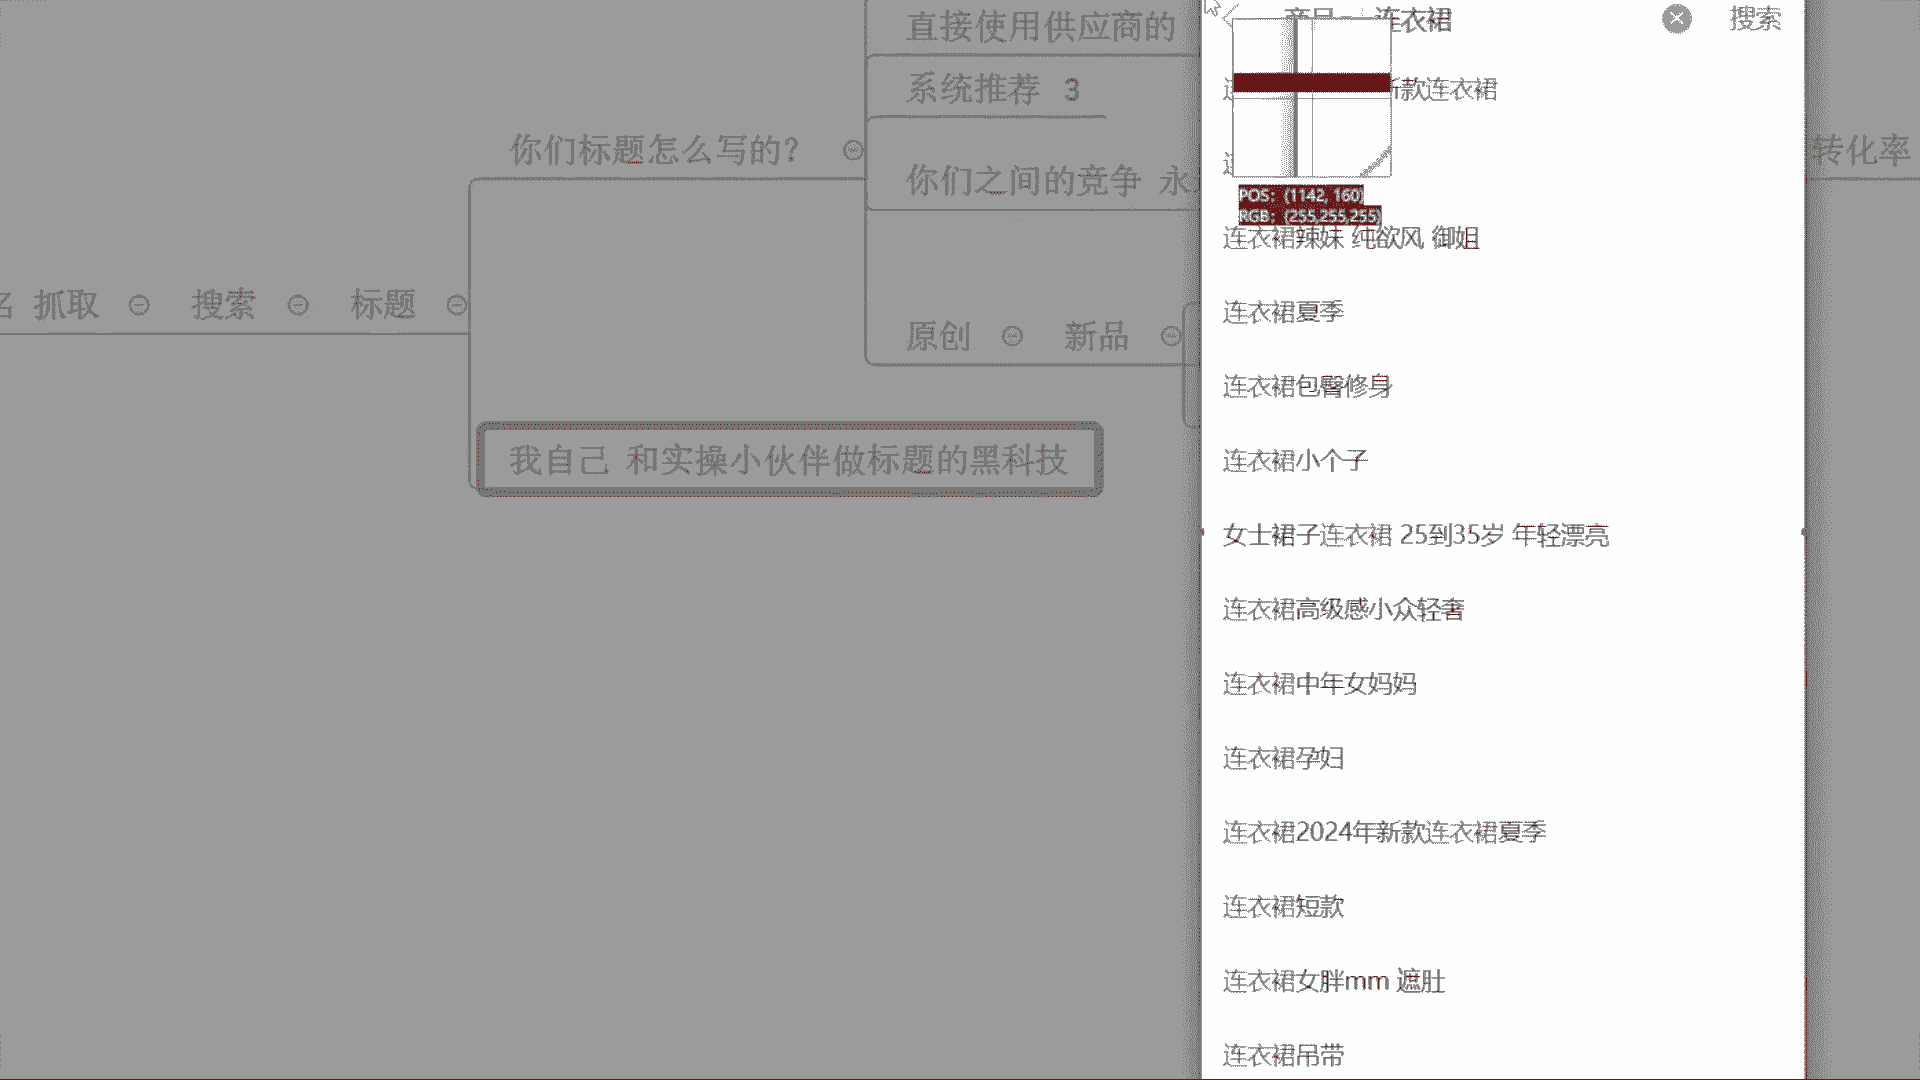 直接使用供应商的
系统推荐 3
你们标题怎么写的?
你们之间的竞争 永
抓取
搜索
标题
原创
新品
我自己 和实操小伙伴做标题的黑科技
转化率
连衣裙
搜索
新款连衣裙
POS: (1142, 160)
RGB: (255,255,255)
连衣裙辣妹 纯欲风 御姐
连衣裙夏季
连衣裙包臀修身
连衣裙小个子
女士裙子连衣裙 25到35岁 年轻漂亮
连衣裙高级感小众轻奢
连衣裙中年女妈妈
连衣裙孕妇
连衣裙2024年新款连衣裙夏季
连衣裙短款
连衣裙女胖mm 遮肚
连衣裙吊带